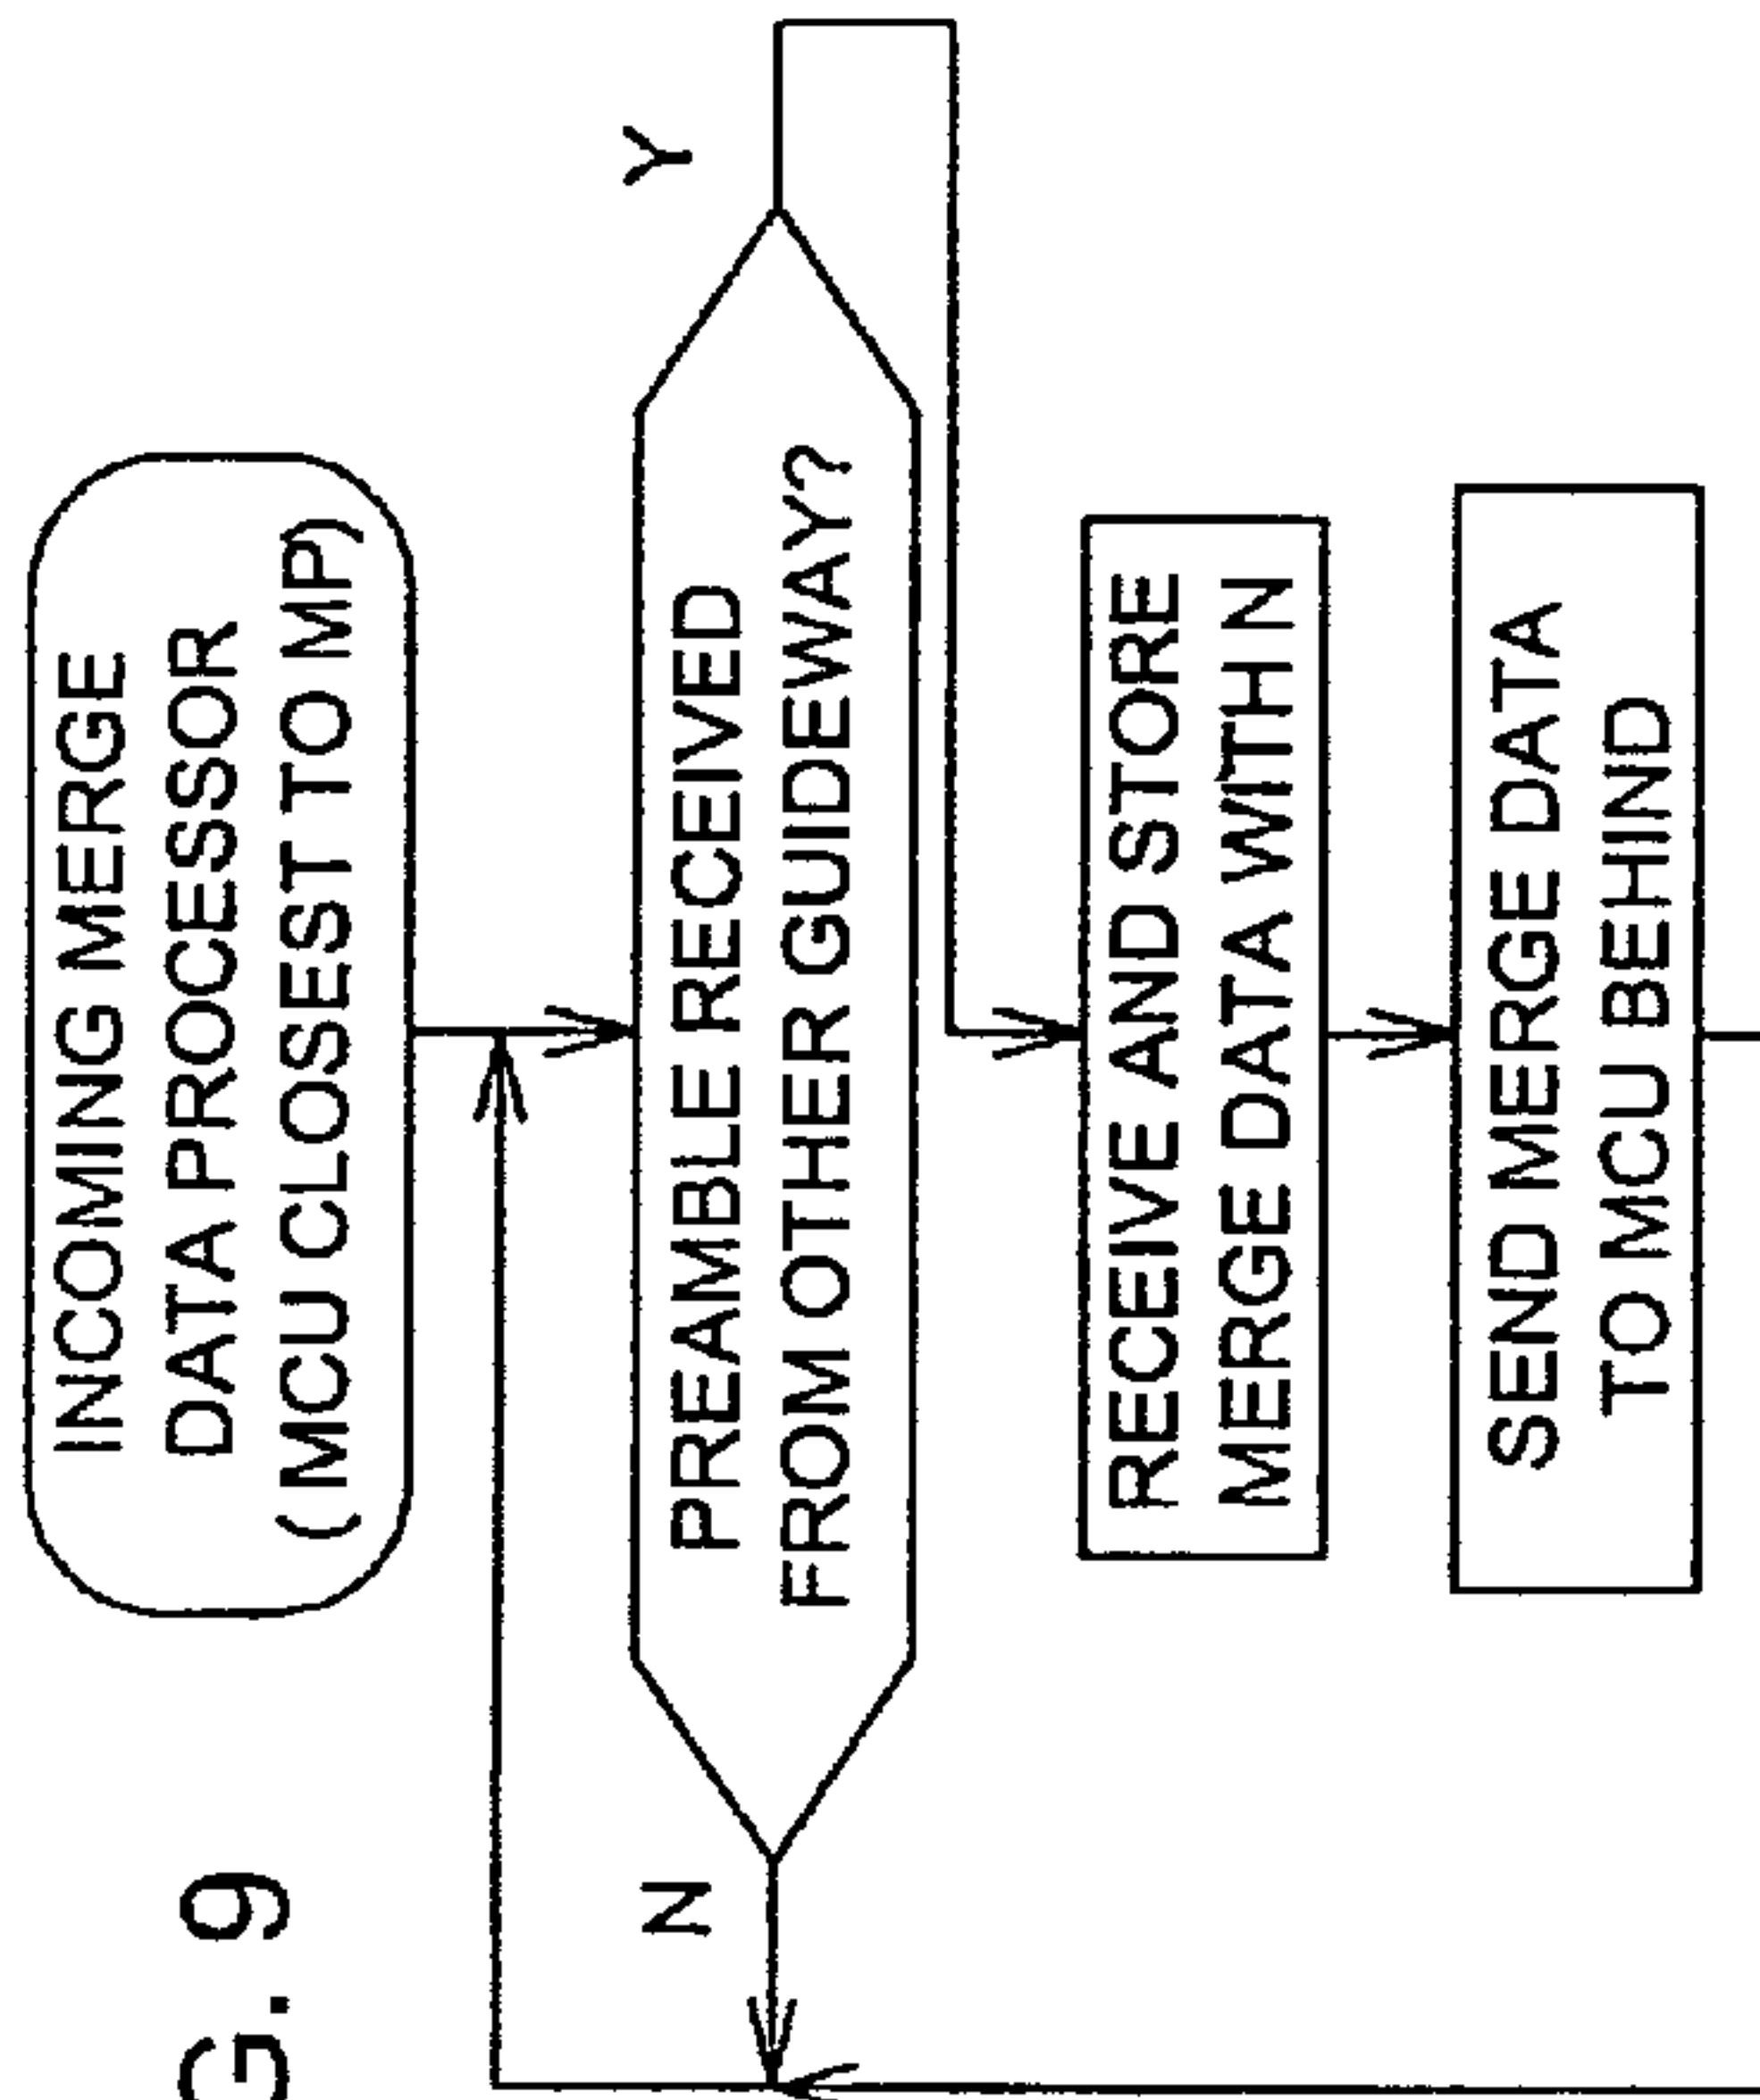 G. 9
INCOMING MERGE
DATA PROCESSOR
(MCU CLOSEST TO MP)
PREAMBLE RECEIVED
FROM OTHER GUIDEWAY?
N
Y
RECEIVE AND STORE
MERGE DATA WITH N
SEND MERGE DATA
TO MCU BEHIND